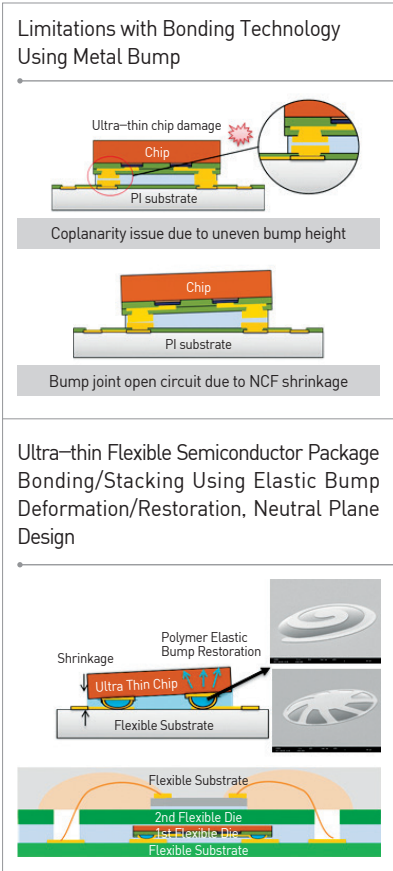 Limitations with Bonding Technology
Using Metal Bump
Ultra-thin chip damage
Chip
PI substrate
Coplanarity issue due to uneven bump height
Chip
PI substrate
Bump joint open circuit due to NCF shrinkage
Ultra-thin Flexible Semiconductor Package
Bonding/Stacking Using Elastic Bump
Deformation/Restoration, Neutral Plane
Design
Polymer Elastic
Bump Restoration
Shrinkage
Ultra Thin Chip
Flexible Substrate
Flexible Substrate
2nd Flexible Die
1st Flexible Die
Flexible Substrate